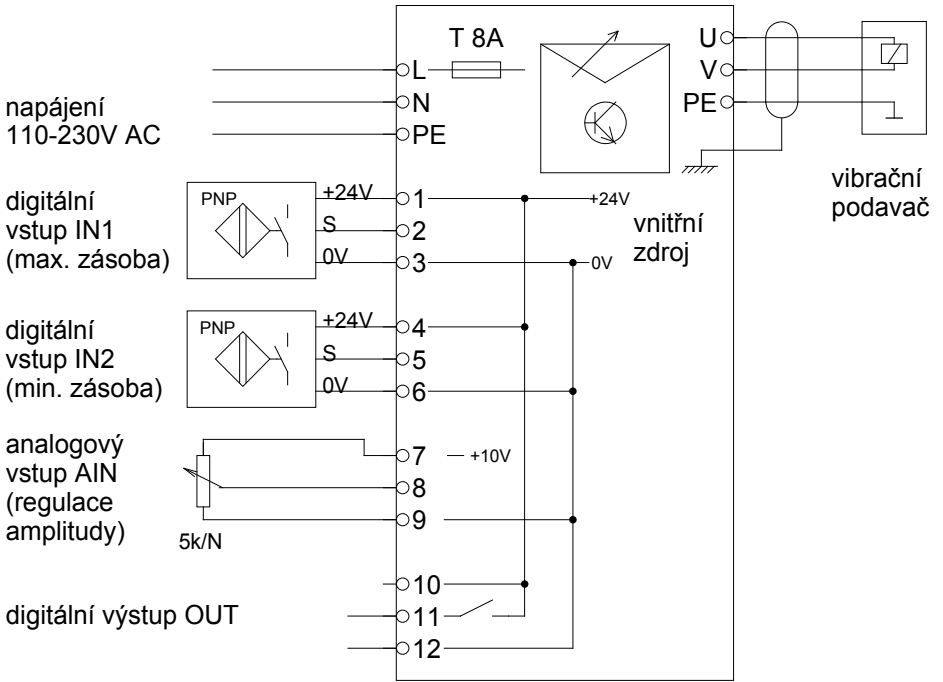 T 8A
U
L
V
N
PE
PE
napájení
110-230V AC
vibrační
podavač
digitální
vstup IN1
(max. zásoba)
PNP
+24V
1
S
2
0V
3
+24V
vnitřní
zdroj
0V
digitální
vstup IN2
(min. zásoba)
PNP
+24V
4
S
5
0V
6
analogový
vstup AIN
(regulace
amplitudy)
5k/N
7
+10V
8
9
10
digitální výstup OUT
11
12